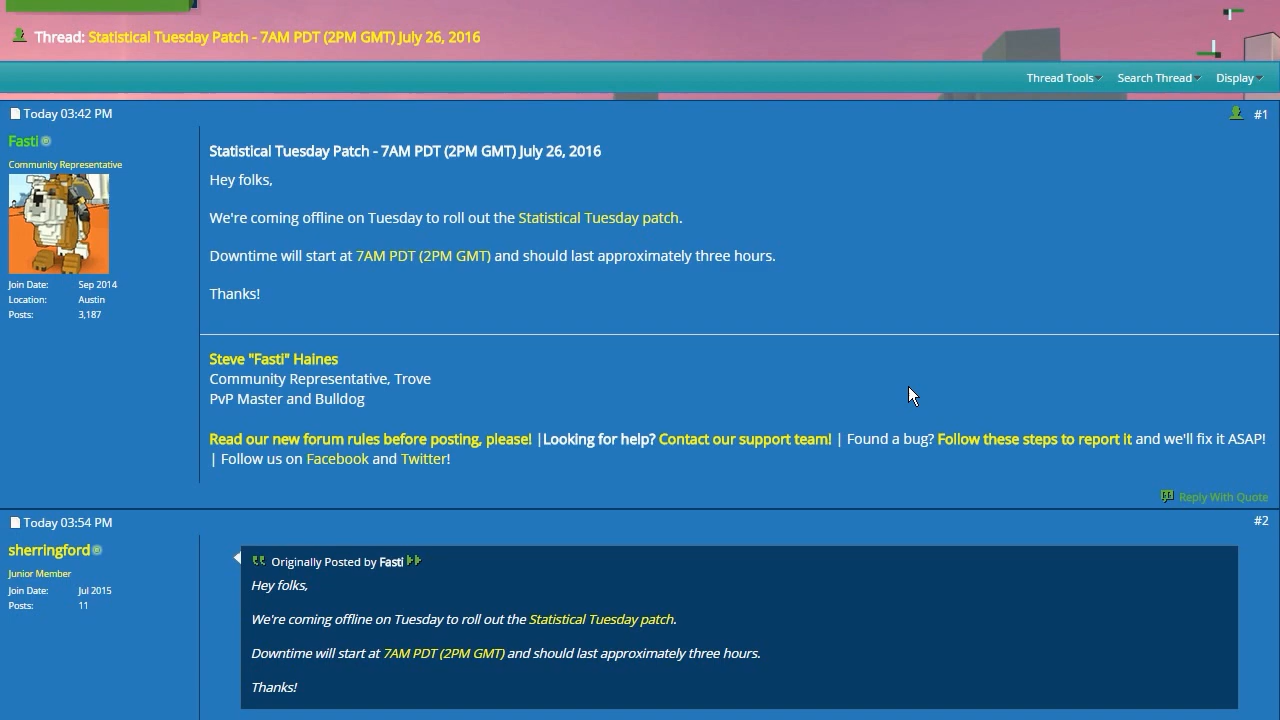 Thread: Statistical Tuesday Patch - 7AM PDT (2PM GMT) July 26, 2016
Thread Tools Search Thread Display
Today 03:42 PM #1
Fasti
Community Representative
Join Date: Sep 2014
Location: Austin
Posts: 3,187
Statistical Tuesday Patch - 7AM PDT (2PM GMT) July 26, 2016
Hey folks,
We're coming offline on Tuesday to roll out the Statistical Tuesday patch.
Downtime will start at 7AM PDT (2PM GMT) and should last approximately three hours.
Thanks!
Steve "Fasti" Haines
Community Representative, Trove
PvP Master and Bulldog
Read our new forum rules before posting, please! |Looking for help? Contact our support team! | Found a bug? Follow these steps to report it and we'll fix it ASAP!
| Follow us on Facebook and Twitter!
Reply With Quote
Today 03:54 PM #2
sherringford
Junior Member
Join Date: Jul 2015
Posts: 11
Originally Posted by Fasti
Hey folks,
We're coming offline on Tuesday to roll out the Statistical Tuesday patch.
Downtime will start at 7AM PDT (2PM GMT) and should last approximately three hours.
Thanks!